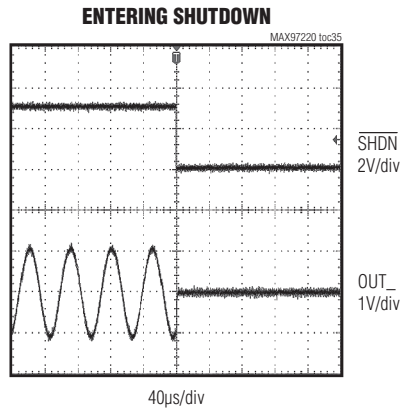 ENTERING SHUTDOWN
MAX97220 toc35
SHDN
2V/div
OUT_
1V/div
40µs/div